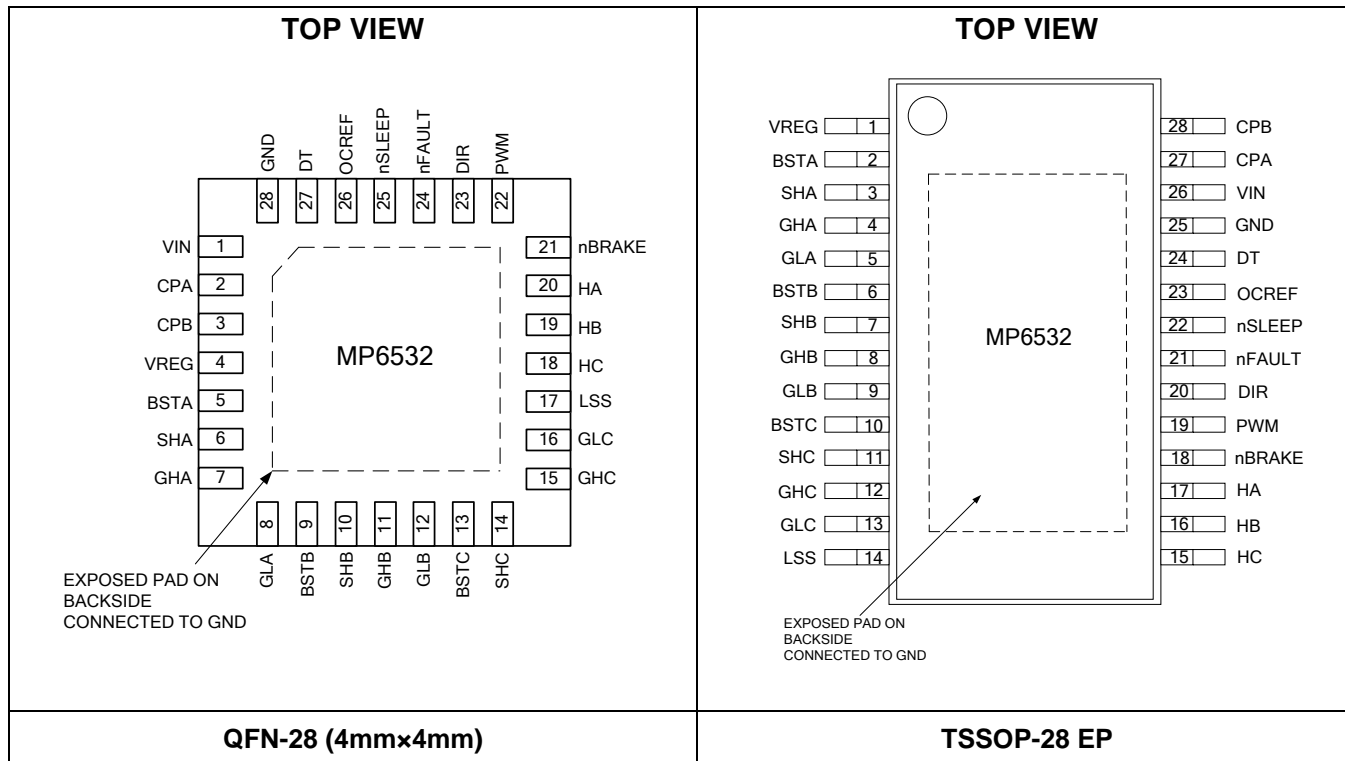 TOP VIEW
GND
DT
OCREF
nSLEEP
nFAULT
DIR
PWM
28
27
26
25
24
23
22
VIN 1
CPA 2
CPB 3
VREG 4
BSTA 5
SHA 6
GHA 7
21 nBRAKE
20 HA
19 HB
18 HC
17 LSS
16 GLC
15 GHC
MP6532
8
9
10
11
12
13
14
GLA
BSTB
SHB
GHB
GLB
BSTC
SHC
EXPOSED PAD ON
BACKSIDE
CONNECTED TO GND
QFN-28 (4mm×4mm)
TOP VIEW
VREG 1
BSTA 2
SHA 3
GHA 4
GLA 5
BSTB 6
SHB 7
GHB 8
GLB 9
BSTC 10
SHC 11
GHC 12
GLC 13
LSS 14
MP6532
28 CPB
27 CPA
26 VIN
25 GND
24 DT
23 OCREF
22 nSLEEP
21 nFAULT
20 DIR
19 PWM
18 nBRAKE
17 HA
16 HB
15 HC
EXPOSED PAD ON
BACKSIDE
CONNECTED TO GND
TSSOP-28 EP